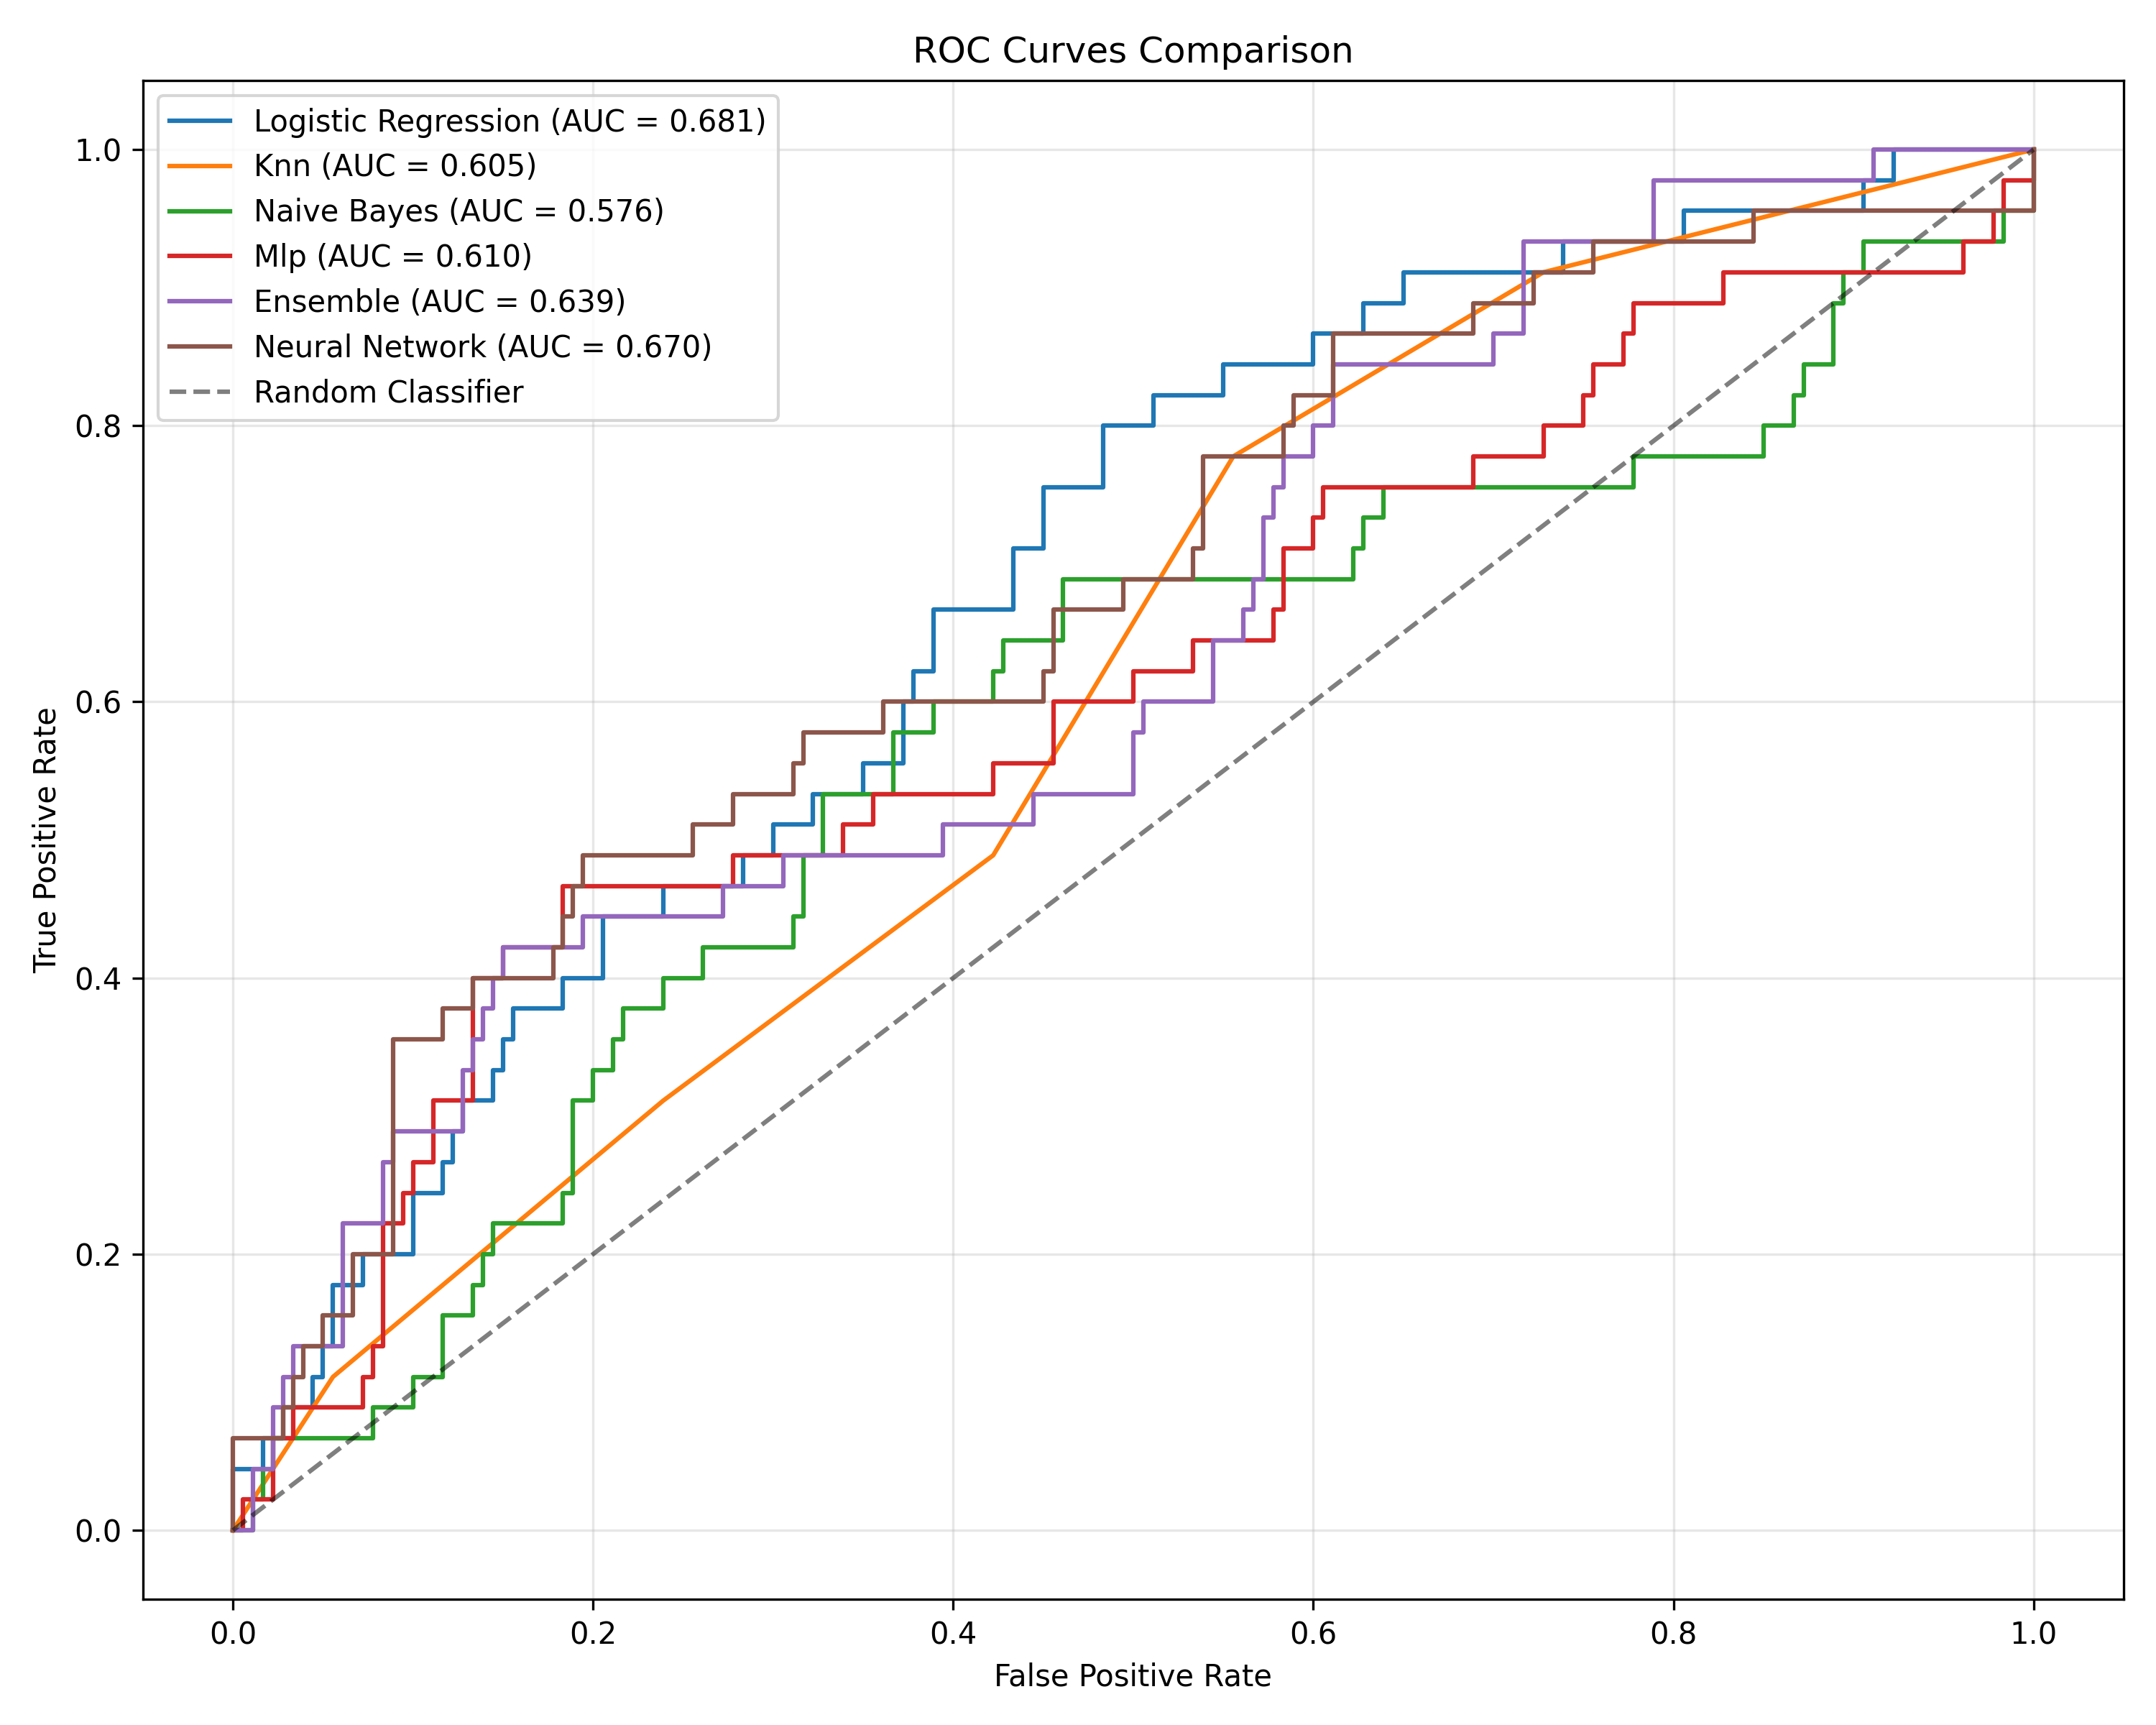 ROC Curves Comparison
Logistic Regression (AUC = 0.681)
Knn (AUC = 0.605)
Naive Bayes (AUC = 0.576)
Mlp (AUC = 0.610)
Ensemble (AUC = 0.639)
Neural Network (AUC = 0.670)
Random Classifier
True Positive Rate
1.0
0.8
0.6
0.4
0.2
0.0
0.0 0.2 0.4 0.6 0.8 1.0
False Positive Rate